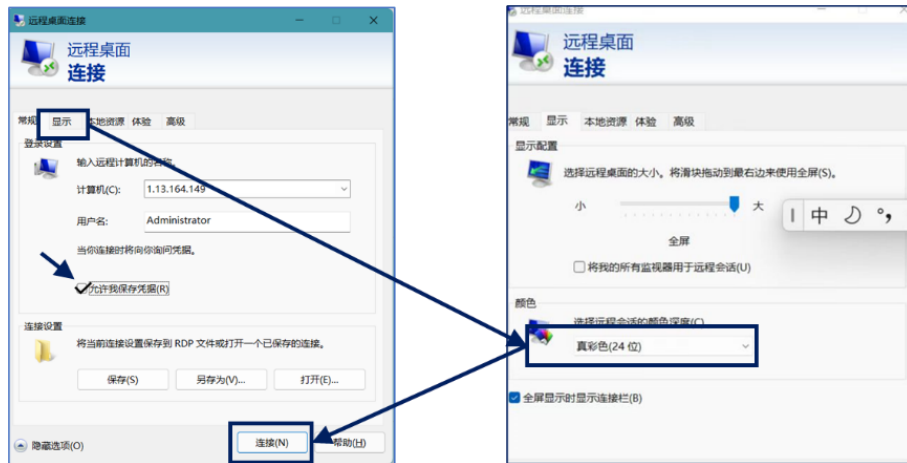 远程桌面连接
远程桌面
连接
常规 显示 本地资源 体验 高级
登录设置
输入远程计算机的名称。
计算机(C): 1.13.164.149
用户名: Administrator
当你连接时将向你询问凭据。
允许我保存凭据(R)
连接设置
将当前连接设置保存到 RDP 文件或打开一个已保存的连接。
保存(S) 另存为(V)... 打开(E)...
隐藏选项(O) 连接(N) 帮助(H)
远程桌面连接
远程桌面
连接
常规 显示 本地资源 体验 高级
显示配置
选择远程桌面的大小。将滑块拖动到最右边来使用全屏(S)。
小 大
中
全屏
将我的所有监视器用于远程会话(U)
颜色
选择远程会话的颜色深度(C)
真彩色(24 位)
全屏显示时显示连接栏(B)